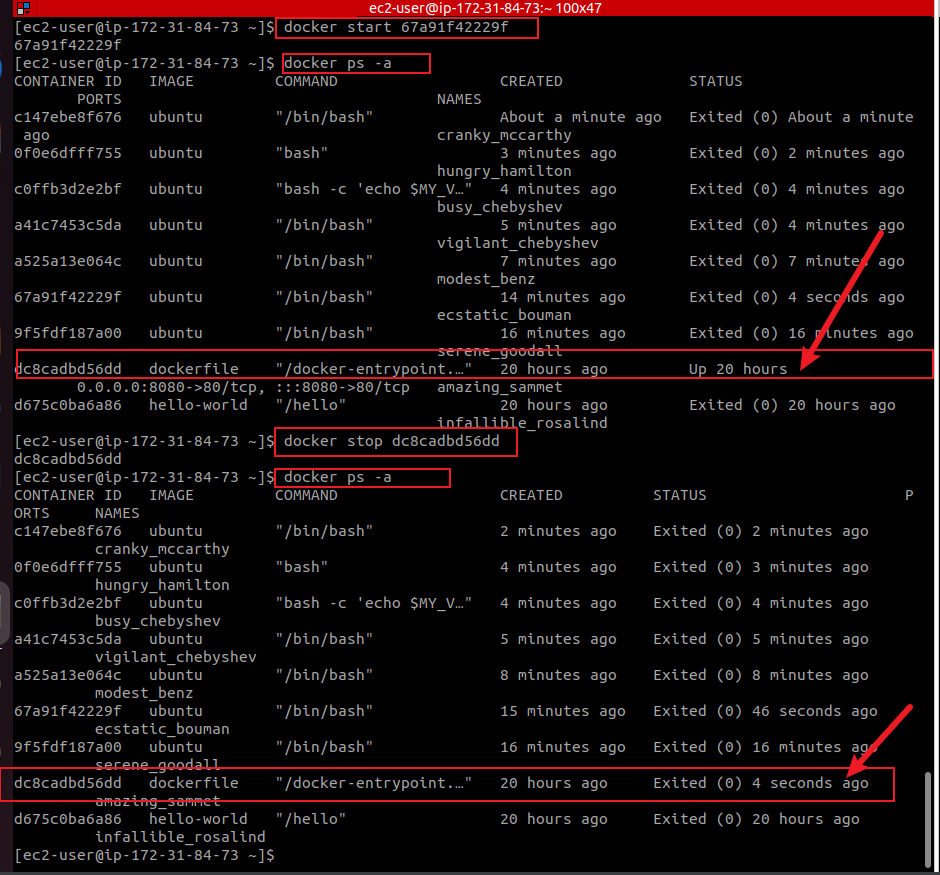 ec2-user@ip-172-31-84-73:~ 100x47
[ec2-user@ip-172-31-84-73 ~]$ docker start 67a91f42229f
67a91f42229f
[ec2-user@ip-172-31-84-73 ~]$ docker ps -a
CONTAINER ID   IMAGE         COMMAND                  CREATED              STATUS
       PORTS                                   NAMES
c147ebe8f676   ubuntu        "/bin/bash"              About a minute ago   Exited (0) About a minute
 ago                                           cranky_mccarthy
0f0e6dfff755   ubuntu        "bash"                   3 minutes ago        Exited (0) 2 minutes ago
                                               hungry_hamilton
c0ffb3d2e2bf   ubuntu        "bash -c 'echo $MY_V…"   4 minutes ago        Exited (0) 4 minutes ago
                                               busy_chebyshev
a41c7453c5da   ubuntu        "/bin/bash"              5 minutes ago        Exited (0) 4 minutes ago
                                               vigilant_chebyshev
a525a13e064c   ubuntu        "/bin/bash"              7 minutes ago        Exited (0) 7 minutes ago
                                               modest_benz
67a91f42229f   ubuntu        "/bin/bash"              14 minutes ago       Exited (0) 4 seconds ago
                                               ecstatic_bouman
9f5fdf187a00   ubuntu        "/bin/bash"              16 minutes ago       Exited (0) 16 minutes ago
                                               serene_goodall
dc8cadbd56dd   dockerfile    "/docker-entrypoint.…"   20 hours ago         Up 20 hours
       0.0.0.0:8080->80/tcp, :::8080->80/tcp   amazing_sammet
d675c0ba6a86   hello-world   "/hello"                 20 hours ago         Exited (0) 20 hours ago
                                               infallible_rosalind
[ec2-user@ip-172-31-84-73 ~]$ docker stop dc8cadbd56dd
dc8cadbd56dd
[ec2-user@ip-172-31-84-73 ~]$ docker ps -a
CONTAINER ID   IMAGE         COMMAND                  CREATED          STATUS                      P
ORTS     NAMES
c147ebe8f676   ubuntu        "/bin/bash"              2 minutes ago    Exited (0) 2 minutes ago
         cranky_mccarthy
0f0e6dfff755   ubuntu        "bash"                   4 minutes ago    Exited (0) 3 minutes ago
         hungry_hamilton
c0ffb3d2e2bf   ubuntu        "bash -c 'echo $MY_V…"   4 minutes ago    Exited (0) 4 minutes ago
         busy_chebyshev
a41c7453c5da   ubuntu        "/bin/bash"              5 minutes ago    Exited (0) 5 minutes ago
         vigilant_chebyshev
a525a13e064c   ubuntu        "/bin/bash"              8 minutes ago    Exited (0) 8 minutes ago
         modest_benz
67a91f42229f   ubuntu        "/bin/bash"              15 minutes ago   Exited (0) 46 seconds ago
         ecstatic_bouman
9f5fdf187a00   ubuntu        "/bin/bash"              16 minutes ago   Exited (0) 16 minutes ago
         serene_goodall
dc8cadbd56dd   dockerfile    "/docker-entrypoint.…"   20 hours ago     Exited (0) 4 seconds ago
         amazing_sammet
d675c0ba6a86   hello-world   "/hello"                 20 hours ago     Exited (0) 20 hours ago
         infallible_rosalind
[ec2-user@ip-172-31-84-73 ~]$